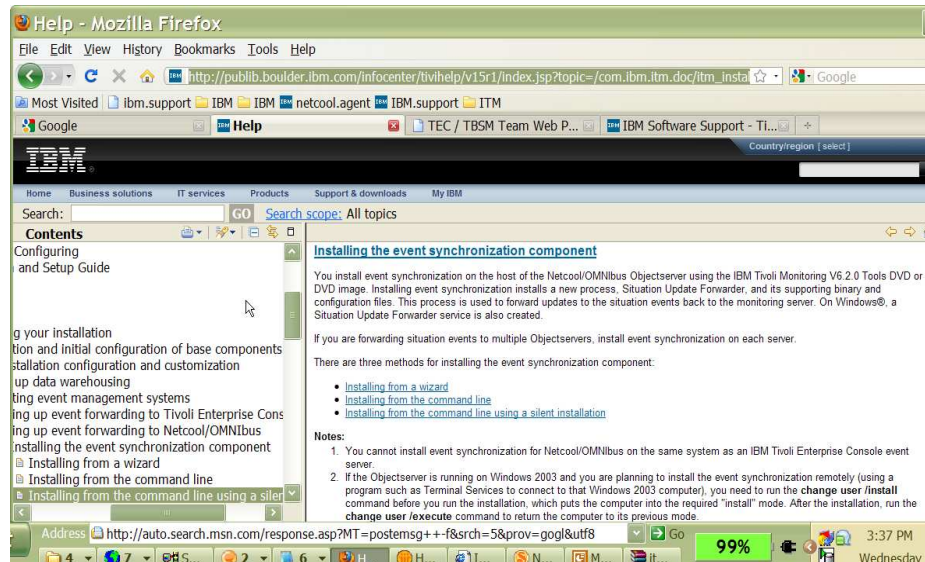 Help - Mozilla Firefox
File Edit View History Bookmarks Tools Help
http://publib.boulder.ibm.com/infocenter/tivihelp/v15r1/index.jsp?topic=/com.ibm.itm.doc/itm_instal
Google
Most Visited ibm.support IBM IBM netcool.agent IBM.support ITM
Google Help TEC / TBSM Team Web P... IBM Software Support - Ti...
Country/region [select]
IBM
Home Business solutions IT services Products Support & downloads My IBM
Search: GO Search scope: All topics
Contents
Configuring
and Setup Guide
g your installation
tion and initial configuration of base components
stallation configuration and customization
up data warehousing
ting event management systems
ing up event forwarding to Tivoli Enterprise Cons
ing up event forwarding to Netcool/OMNIbus
nstalling the event synchronization component
Installing from a wizard
Installing from the command line
Installing from the command line using a siler
Installing the event synchronization component
You install event synchronization on the host of the Netcool/OMNIbus Objectserver using the IBM Tivoli Monitoring V6.2.0 Tools DVD or
DVD image. Installing event synchronization installs a new process, Situation Update Forwarder, and its supporting binary and
configuration files. This process is used to forward updates to the situation events back to the monitoring server. On Windows®, a
Situation Update Forwarder service is also created.
If you are forwarding situation events to multiple Objectservers, install event synchronization on each server.
There are three methods for installing the event synchronization component:
Installing from a wizard
Installing from the command line
Installing from the command line using a silent installation
Notes:
1. You cannot install event synchronization for Netcool/OMNIbus on the same system as an IBM Tivoli Enterprise Console event
server.
2. If the Objectserver is running on Windows 2003 and you are planning to install the event synchronization remotely (using a
program such as Terminal Services to connect to that Windows 2003 computer), you need to run the change user /install
command before you run the installation, which puts the computer into the required "install" mode. After the installation, run the
change user /execute command to return the computer to its previous mode.
Address http://auto.search.msn.com/response.asp?MT=postemsg++-f&srch=5&prov=gogl&utf8 Go
99%
3:37 PM
4 7 S... 2 6 H H... I... N... M... it...
Wednesday